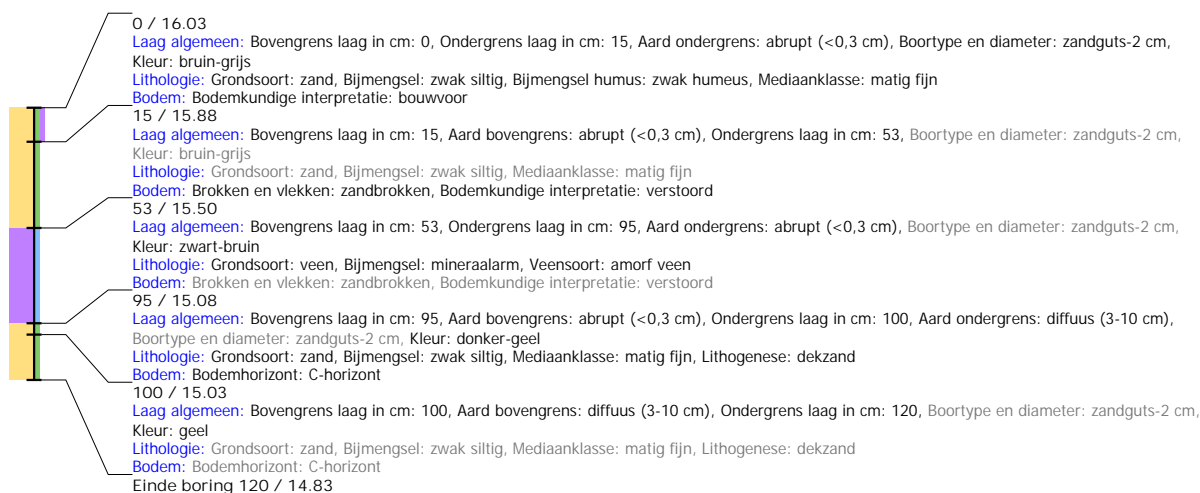 0 / 16.03
Laag algemeen: Bovengrens laag in cm: 0, Ondergrens laag in cm: 15, Aard ondergrens: abrupt (<0,3 cm), Boortype en diameter: zandguts-2 cm,
Kleur: bruin-grijs
Lithologie: Grondsoort: zand, Bijmengsel: zwak siltig, Bijmengsel humus: zwak humeus, Mediaanklasse: matig fijn
Bodem: Bodemkundige interpretatie: bouwvoor
15 / 15.88
Laag algemeen: Bovengrens laag in cm: 15, Aard bovengrens: abrupt (<0,3 cm), Ondergrens laag in cm: 53, Boortype en diameter: zandguts-2 cm,
Kleur: bruin-grijs
Lithologie: Grondsoort: zand, Bijmengsel: zwak siltig, Mediaanklasse: matig fijn
Bodem: Brokken en vlekken: zandbrokken, Bodemkundige interpretatie: verstoord
53 / 15.50
Laag algemeen: Bovengrens laag in cm: 53, Ondergrens laag in cm: 95, Aard ondergrens: abrupt (<0,3 cm), Boortype en diameter: zandguts-2 cm,
Kleur: zwart-bruin
Lithologie: Grondsoort: veen, Bijmengsel: mineraalarm, Veensoort: amorf veen
Bodem: Brokken en vlekken: zandbrokken, Bodemkundige interpretatie: verstoord
95 / 15.08
Laag algemeen: Bovengrens laag in cm: 95, Aard bovengrens: abrupt (<0,3 cm), Ondergrens laag in cm: 100, Aard ondergrens: diffuus (3-10 cm),
Boortype en diameter: zandguts-2 cm, Kleur: donker-geel
Lithologie: Grondsoort: zand, Bijmengsel: zwak siltig, Mediaanklasse: matig fijn, Lithogenese: dekzand
Bodem: Bodemhorizont: C-horizont
100 / 15.03
Laag algemeen: Bovengrens laag in cm: 100, Aard bovengrens: diffuus (3-10 cm), Ondergrens laag in cm: 120, Boortype en diameter: zandguts-2 cm,
Kleur: geel
Lithologie: Grondsoort: zand, Bijmengsel: zwak siltig, Mediaanklasse: matig fijn, Lithogenese: dekzand
Bodem: Bodemhorizont: C-horizont
Einde boring 120 / 14.83